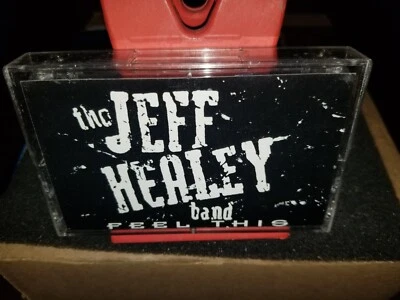 the JEFF
HEALEY
band
FEEL THIS